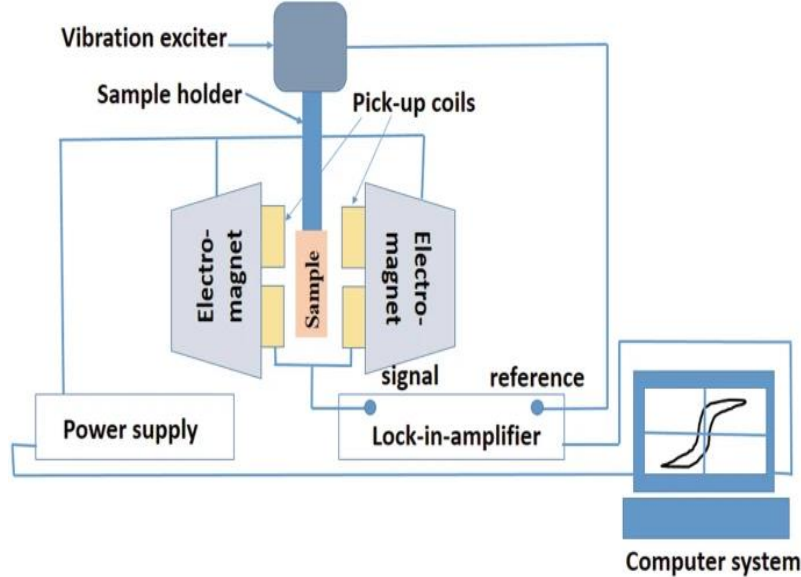 Vibration exciter
Sample holder
Pick-up coils
Electro-
magnet
Sample
Electro-
magnet
signal
reference
Power supply
Lock-in-amplifier
Computer system